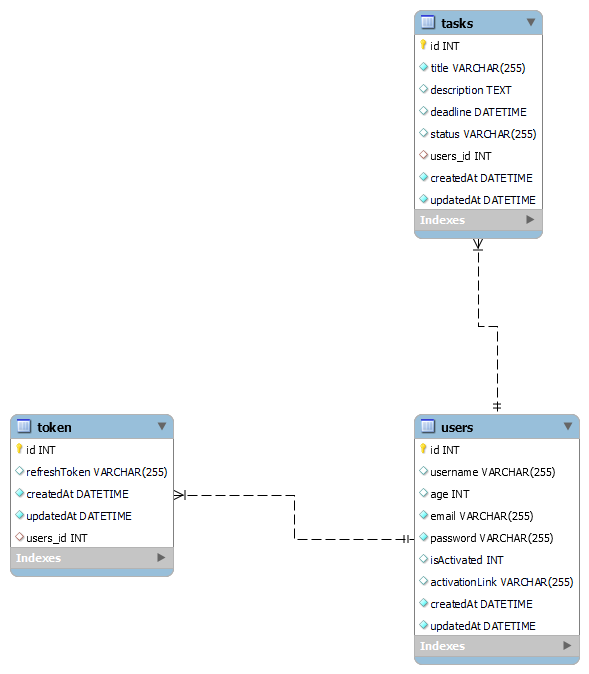 tasks
id INT
title VARCHAR(255)
description TEXT
deadline DATETIME
status VARCHAR(255)
users_id INT
createdAt DATETIME
updatedAt DATETIME
Indexes
token
id INT
refreshToken VARCHAR(255)
createdAt DATETIME
updatedAt DATETIME
users_id INT
Indexes
users
id INT
username VARCHAR(255)
age INT
email VARCHAR(255)
password VARCHAR(255)
isActivated INT
activationLink VARCHAR(255)
createdAt DATETIME
updatedAt DATETIME
Indexes